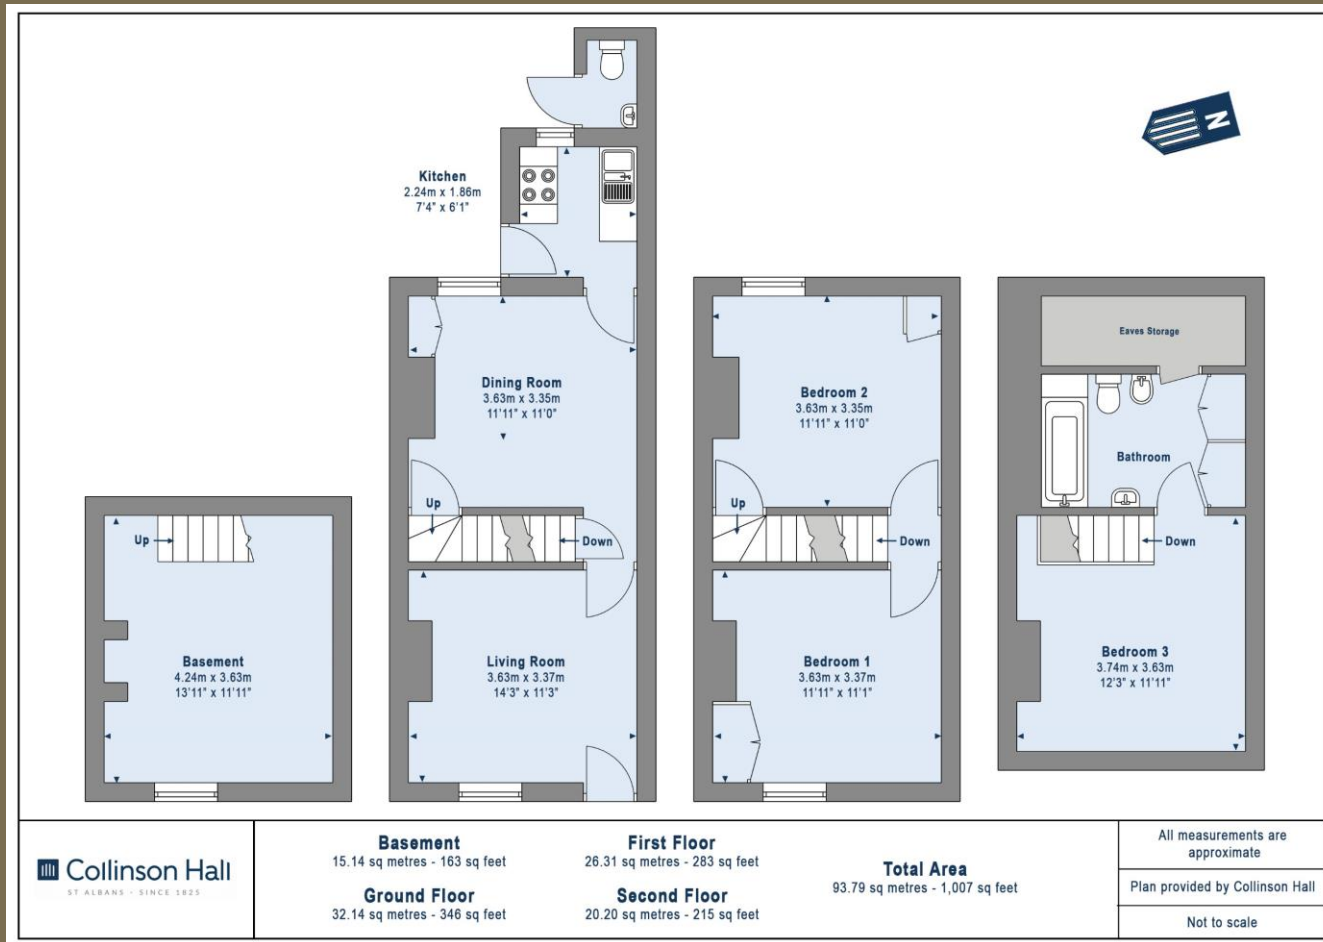 N
Kitchen
2.24m x 1.86m
7'4" x 6'1"
Dining Room
3.63m x 3.35m
11'11" x 11'0"
Up
Down
Living Room
3.63m x 3.37m
14'3" x 11'3"
Up
Basement
4.24m x 3.63m
13'11" x 11'11"
Bedroom 2
3.63m x 3.35m
11'11" x 11'0"
Up
Down
Bedroom 1
3.63m x 3.37m
11'11" x 11'1"
Eaves Storage
Bathroom
Down
Bedroom 3
3.74m x 3.63m
12'3" x 11'11"
Collinson Hall
ST ALBANS - SINCE 1825
Basement
15.14 sq metres - 163 sq feet
Ground Floor
32.14 sq metres - 346 sq feet
First Floor
26.31 sq metres - 283 sq feet
Second Floor
20.20 sq metres - 215 sq feet
Total Area
93.79 sq metres - 1,007 sq feet
All measurements are
approximate
Plan provided by Collinson Hall
Not to scale